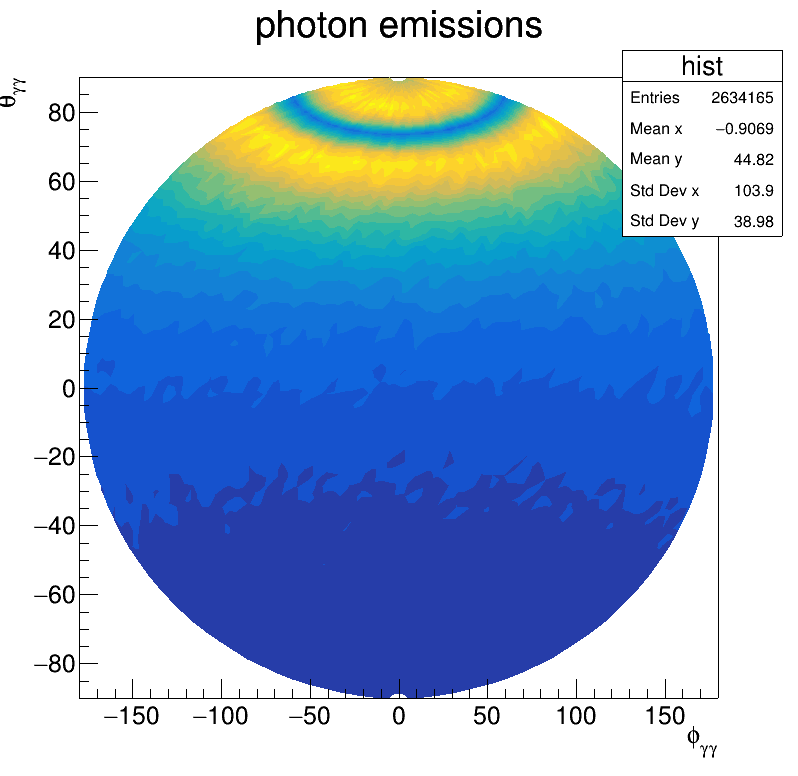 photon emissions
hist
Entries 2634165
Mean x −0.9069
Mean y 44.82
Std Dev x 103.9
Std Dev y 38.98
θγγ
80
60
40
20
0
−20
−40
−60
−80
−150 −100 −50 0 50 100 150
ϕγγ